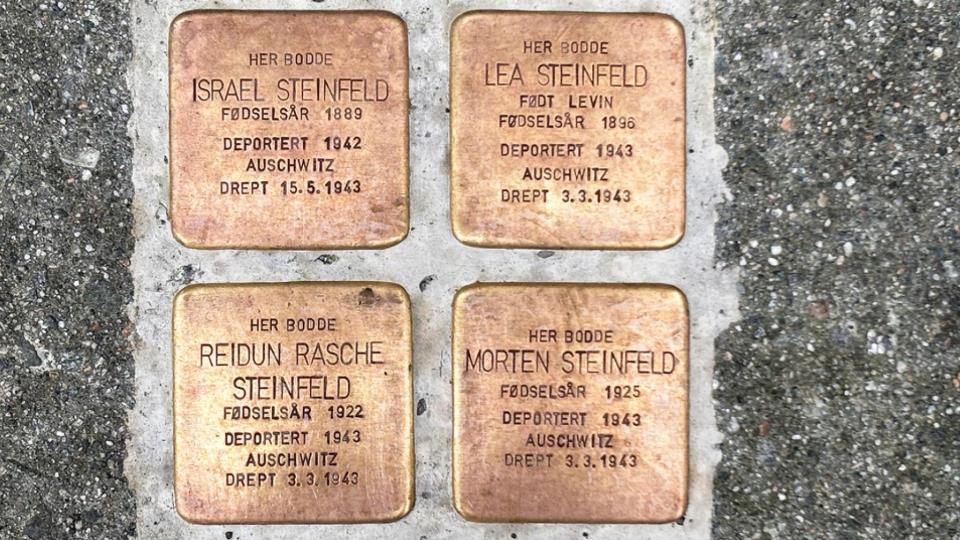 HER BODDE
ISRAEL STEINFELD
FØDSELSÅR 1889
DEPORTERT 1942
AUSCHWITZ
DREPT 15.5.1943
HER BODDE
LEA STEINFELD
FØDT LEVIN
FØDSELSÅR 1896
DEPORTERT 1943
AUSCHWITZ
DREPT 3.3.1943
HER BODDE
REIDUN RASCHE
STEINFELD
FØDSELSÅR 1922
DEPORTERT 1943
AUSCHWITZ
DREPT 3.3.1943
HER BODDE
MORTEN STEINFELD
FØDSELSÅR 1925
DEPORTERT 1943
AUSCHWITZ
DREPT 3.3.1943